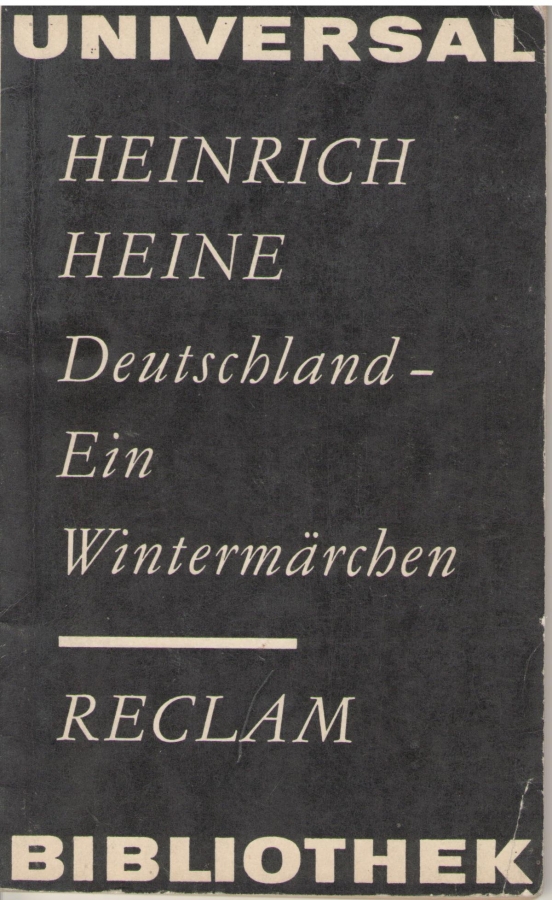 UNIVERSAL
HEINRICH
HEINE
Deutschland –
Ein
Wintermärchen
RECLAM
BIBLIOTHEK